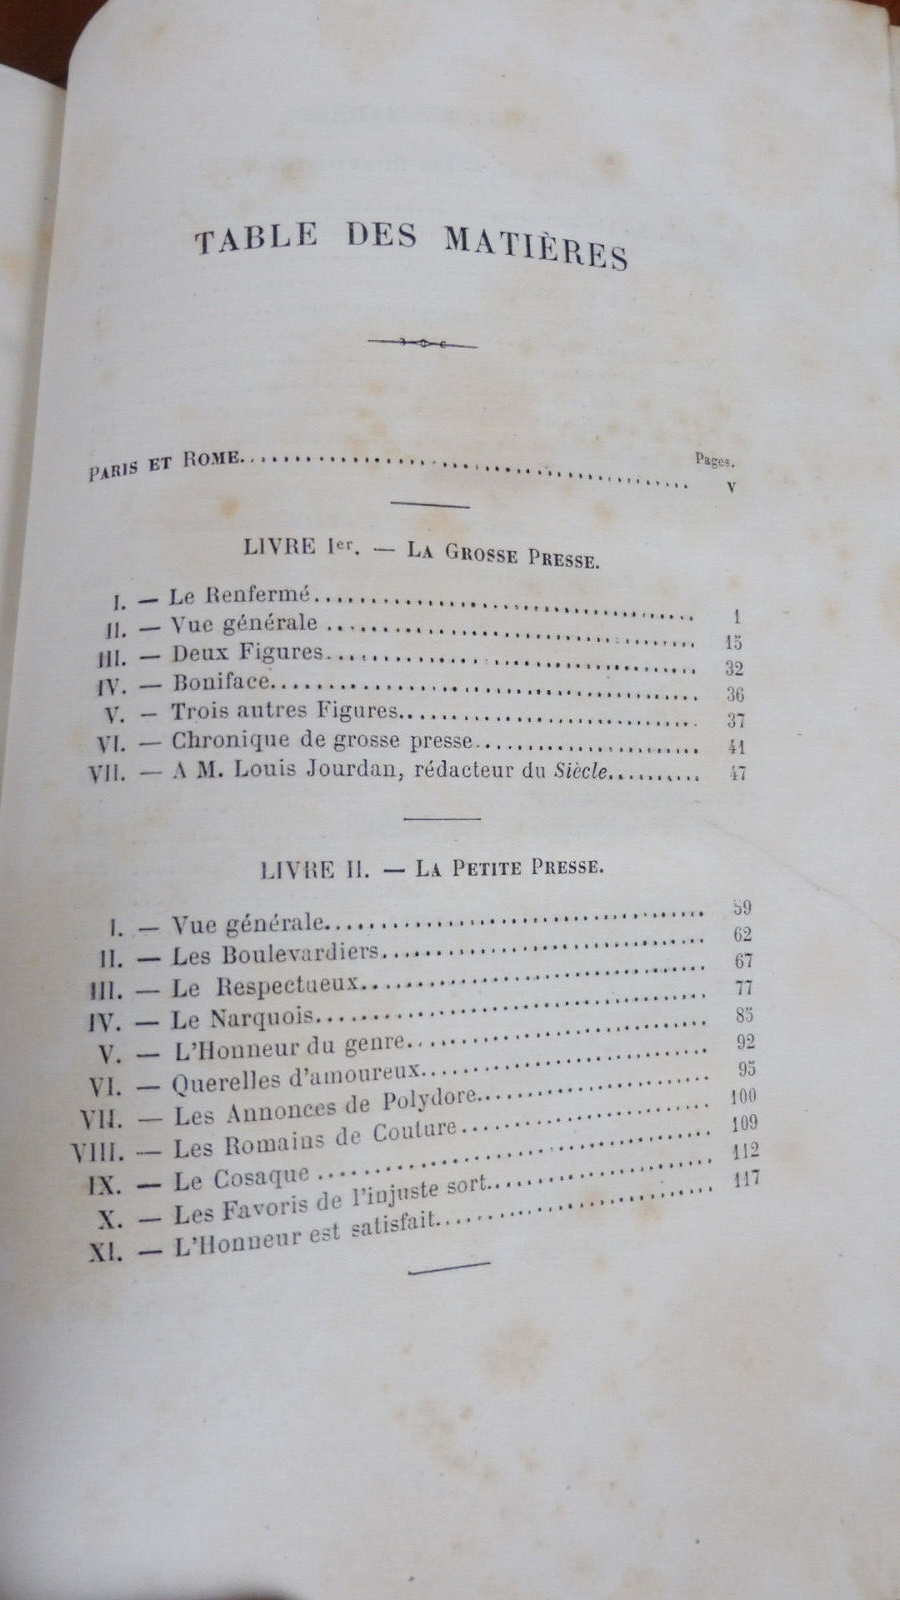 TABLE DES MATIÈRES
Pages.
PARIS ET ROME. . . . . . . . . . . . . . . . . . . . . . . . V
LIVRE Ier. — LA GROSSE PRESSE.
I. — Le Renfermé. . . . . . . . . . . . . . . . . . . . 1
II. — Vue générale . . . . . . . . . . . . . . . . . . . . 15
III. — Deux Figures. . . . . . . . . . . . . . . . . . . . 32
IV. — Boniface. . . . . . . . . . . . . . . . . . . . 36
V. — Trois autres Figures. . . . . . . . . . . . . . . . . . . . 37
VI. — Chronique de grosse presse. . . . . . . . . . . . . . . . 41
VII. — A M. Louis Jourdan, rédacteur du Siècle. . . . . . . . . . 47
LIVRE II. — LA PETITE PRESSE.
I. — Vue générale. . . . . . . . . . . . . . . . . . . . 59
II. — Les Boulevardiers. . . . . . . . . . . . . . . . . . . . 62
III. — Le Respectueux. . . . . . . . . . . . . . . . . . . . 67
IV. — Le Narquois. . . . . . . . . . . . . . . . . . . . 77
V. — L'Honneur du genre. . . . . . . . . . . . . . . . . . . . 85
VI. — Querelles d'amoureux. . . . . . . . . . . . . . . . . . . . 92
VII. — Les Annonces de Polydore. . . . . . . . . . . . . . . . 95
VIII. — Les Romains de Couture . . . . . . . . . . . . . . . . 100
IX. — Le Cosaque . . . . . . . . . . . . . . . . . . . . 109
X. — Les Favoris de l'injuste sort. . . . . . . . . . . . . . . . 112
XI. — L'Honneur est satisfait. . . . . . . . . . . . . . . . 117